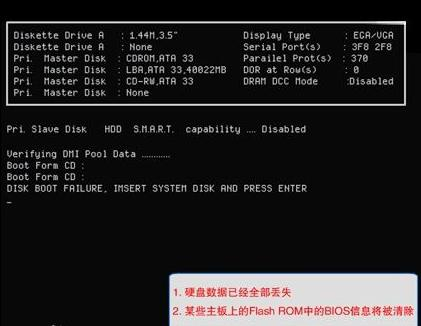 Diskette Drive A : 1.44M,3.5" Display Type : EGA/VGA
Diskette Drive A : None Serial Port(s) : 3F8 2F8
Pri. Master Disk : CDROM,ATA 33 Parailel Prot(s) : 370
Pri. Master Disk : LBA,ATA 33,40022MB DOR at Row(s) : 0
Pri. Master Disk : CD-RW,ATA 33 DRAM DCC Mode :Disabled
Pri. Master Disk : None
Pri. Slave Disk HDD S.M.A.R.T. capability .... Disabled
Verifying DMI Pool Data ............
Boot Form CD :
Boot Form CD :
DISK BOOT FAILURE, INSERT SYSTEM DISK AND PRESS ENTER
_
1. 硬盘数据已经全部丢失
2. 某些主板上的Flash ROM中的BIOS信息将被清除